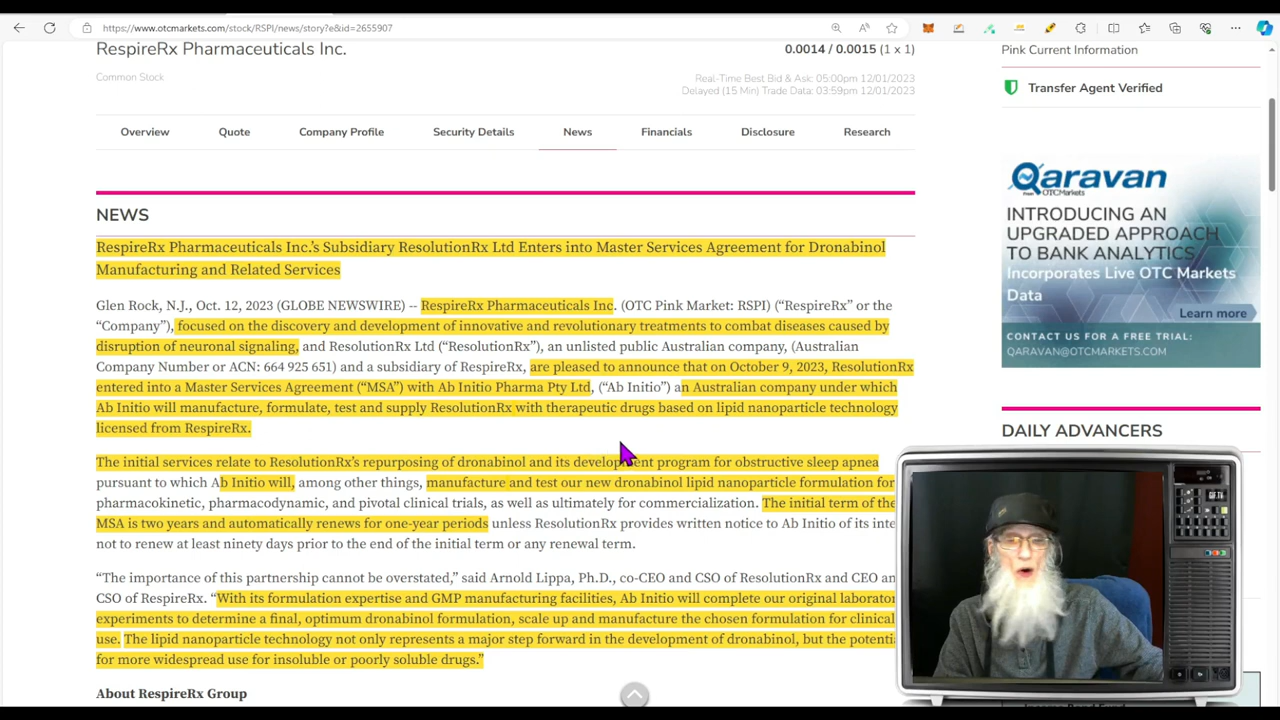 https://www.otcmarkets.com/stock/RSPI/news/story?e&id=2655907
RespireRx Pharmaceuticals Inc.
0.0014 / 0.0015 (1 x 1)
Common Stock
Real-Time Best Bid & Ask: 05:00pm 12/01/2023
Delayed (15 Min) Trade Data: 03:59pm 12/01/2023
Overview Quote Company Profile Security Details News Financials Disclosure Research
NEWS
RespireRx Pharmaceuticals Inc.’s Subsidiary ResolutionRx Ltd Enters into Master Services Agreement for Dronabinol
Manufacturing and Related Services
Glen Rock, N.J., Oct. 12, 2023 (GLOBE NEWSWIRE) -- RespireRx Pharmaceuticals Inc. (OTC Pink Market: RSPI) (“RespireRx” or the
“Company”), focused on the discovery and development of innovative and revolutionary treatments to combat diseases caused by
disruption of neuronal signaling, and ResolutionRx Ltd (“ResolutionRx”), an unlisted public Australian company, (Australian
Company Number or ACN: 664 925 651) and a subsidiary of RespireRx, are pleased to announce that on October 9, 2023, ResolutionRx
entered into a Master Services Agreement (“MSA”) with Ab Initio Pharma Pty Ltd, (“Ab Initio”) an Australian company under which
Ab Initio will manufacture, formulate, test and supply ResolutionRx with therapeutic drugs based on lipid nanoparticle technology
licensed from RespireRx.
The initial services relate to ResolutionRx’s repurposing of dronabinol and its development program for obstructive sleep apnea
pursuant to which Ab Initio will, among other things, manufacture and test our new dronabinol lipid nanoparticle formulation for
pharmacokinetic, pharmacodynamic, and pivotal clinical trials, as well as ultimately for commercialization. The initial term of the
MSA is two years and automatically renews for one-year periods unless ResolutionRx provides written notice to Ab Initio of its inte
not to renew at least ninety days prior to the end of the initial term or any renewal term.
“The importance of this partnership cannot be overstated,” said Arnold Lippa, Ph.D., co-CEO and CSO of ResolutionRx and CEO an
CSO of RespireRx. “With its formulation expertise and GMP manufacturing facilities, Ab Initio will complete our original laborator
experiments to determine a final, optimum dronabinol formulation, scale up and manufacture the chosen formulation for clinical
use. The lipid nanoparticle technology not only represents a major step forward in the development of dronabinol, but the potentia
for more widespread use for insoluble or poorly soluble drugs.”
About RespireRx Group
Pink Current Information
Transfer Agent Verified
Qaravan
OTCMARKETS
INTRODUCING AN
UPGRADED APPROACH
TO BANK ANALYTICS
Incorporates Live OTC Markets
Data
Learn more
CONTACT US FOR A FREE TRIAL:
QARAVAN@OTCMARKETS.COM
DAILY ADVANCERS